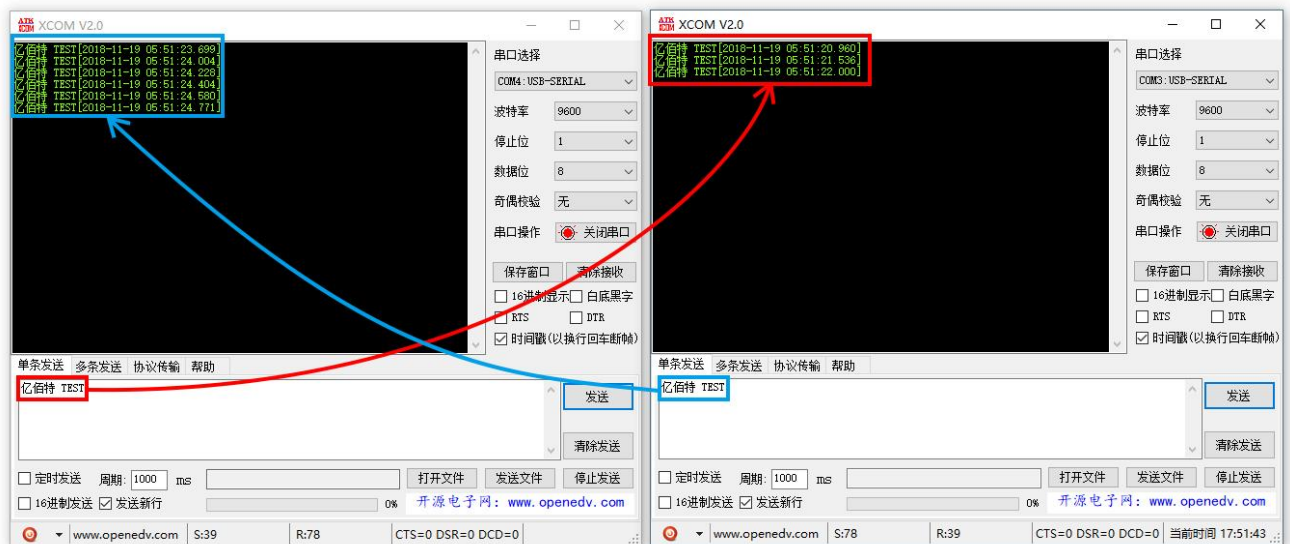 XCOM V2.0
亿佰特 TEST[2018-11-19 05:51:23.699]
亿佰特 TEST[2018-11-19 05:51:24.004]
亿佰特 TEST[2018-11-19 05:51:24.228]
亿佰特 TEST[2018-11-19 05:51:24.404]
亿佰特 TEST[2018-11-19 05:51:24.580]
亿佰特 TEST[2018-11-19 05:51:24.771]
串口选择
COM4:USB-SERIAL
波特率 9600
停止位 1
数据位 8
奇偶校验 无
串口操作 关闭串口
保存窗口 清除接收
16进制显示 白底黑字
RTS DTR
时间戳(以换行回车断帧)
单条发送 多条发送 协议传输 帮助
亿佰特 TEST
发送
清除发送
定时发送 周期: 1000 ms 打开文件 发送文件 停止发送
16进制发送 发送新行 0% 开源电子网: www.openedv.com
www.openedv.com S:39 R:78 CTS=0 DSR=0 DCD=0
XCOM V2.0
亿佰特 TEST[2018-11-19 05:51:20.960]
亿佰特 TEST[2018-11-19 05:51:21.536]
亿佰特 TEST[2018-11-19 05:51:22.000]
串口选择
COM3:USB-SERIAL
波特率 9600
停止位 1
数据位 8
奇偶校验 无
串口操作 关闭串口
保存窗口 清除接收
16进制显示 白底黑字
RTS DTR
时间戳(以换行回车断帧)
单条发送 多条发送 协议传输 帮助
亿佰特 TEST
发送
清除发送
定时发送 周期: 1000 ms 打开文件 发送文件 停止发送
16进制发送 发送新行 0% 开源电子网: www.openedv.com
www.openedv.com S:78 R:39 CTS=0 DSR=0 DCD=0 当前时间 17:51:43